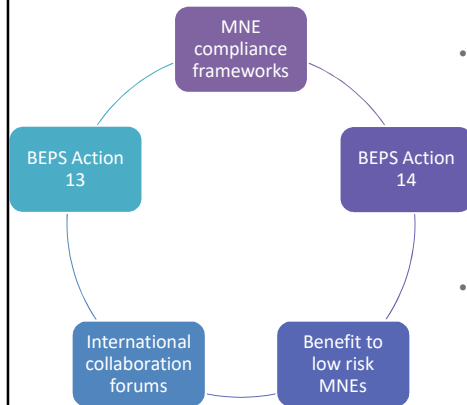 MNE
compliance
frameworks
BEPS Action
13
BEPS Action
14
International
collaboration
forums
Benefit to
low risk
MNEs